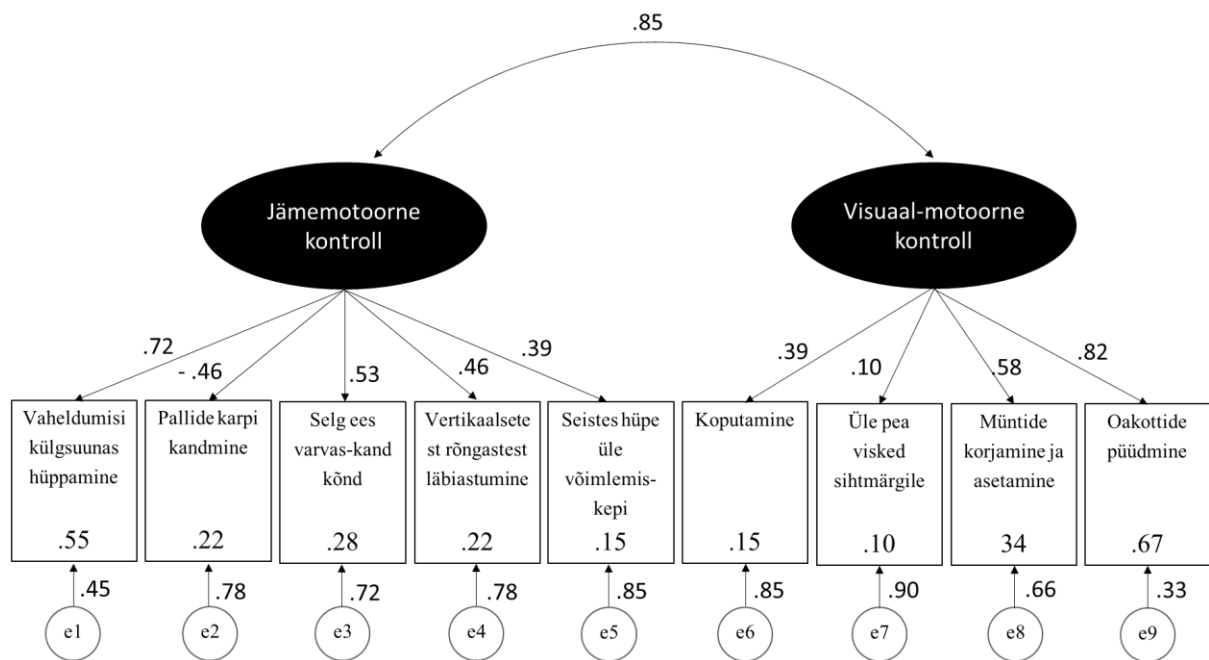 .85
Jämemotoorne
kontroll
Visuaal-motoorne
kontroll
.72
- .46
.53
.46
.39
.39
.10
.58
.82
Vaheldumisi
külgsuunas
hüppamine
.55
Pallide karpi
kandmine
.22
Selg ees
varvas-kand
kõnd
.28
Vertikaalsete
st rõngastest
läbiastumine
.22
Seistes hüpe
üle
võimlemis-
kepi
.15
Koputamine
.15
Üle pea
visked
sihtmärgile
.10
Müntide
korjamine ja
asetamine
34
Oakottide
püüdmine
.67
.45
.78
.72
.78
.85
.85
.90
.66
.33
e1
e2
e3
e4
e5
e6
e7
e8
e9